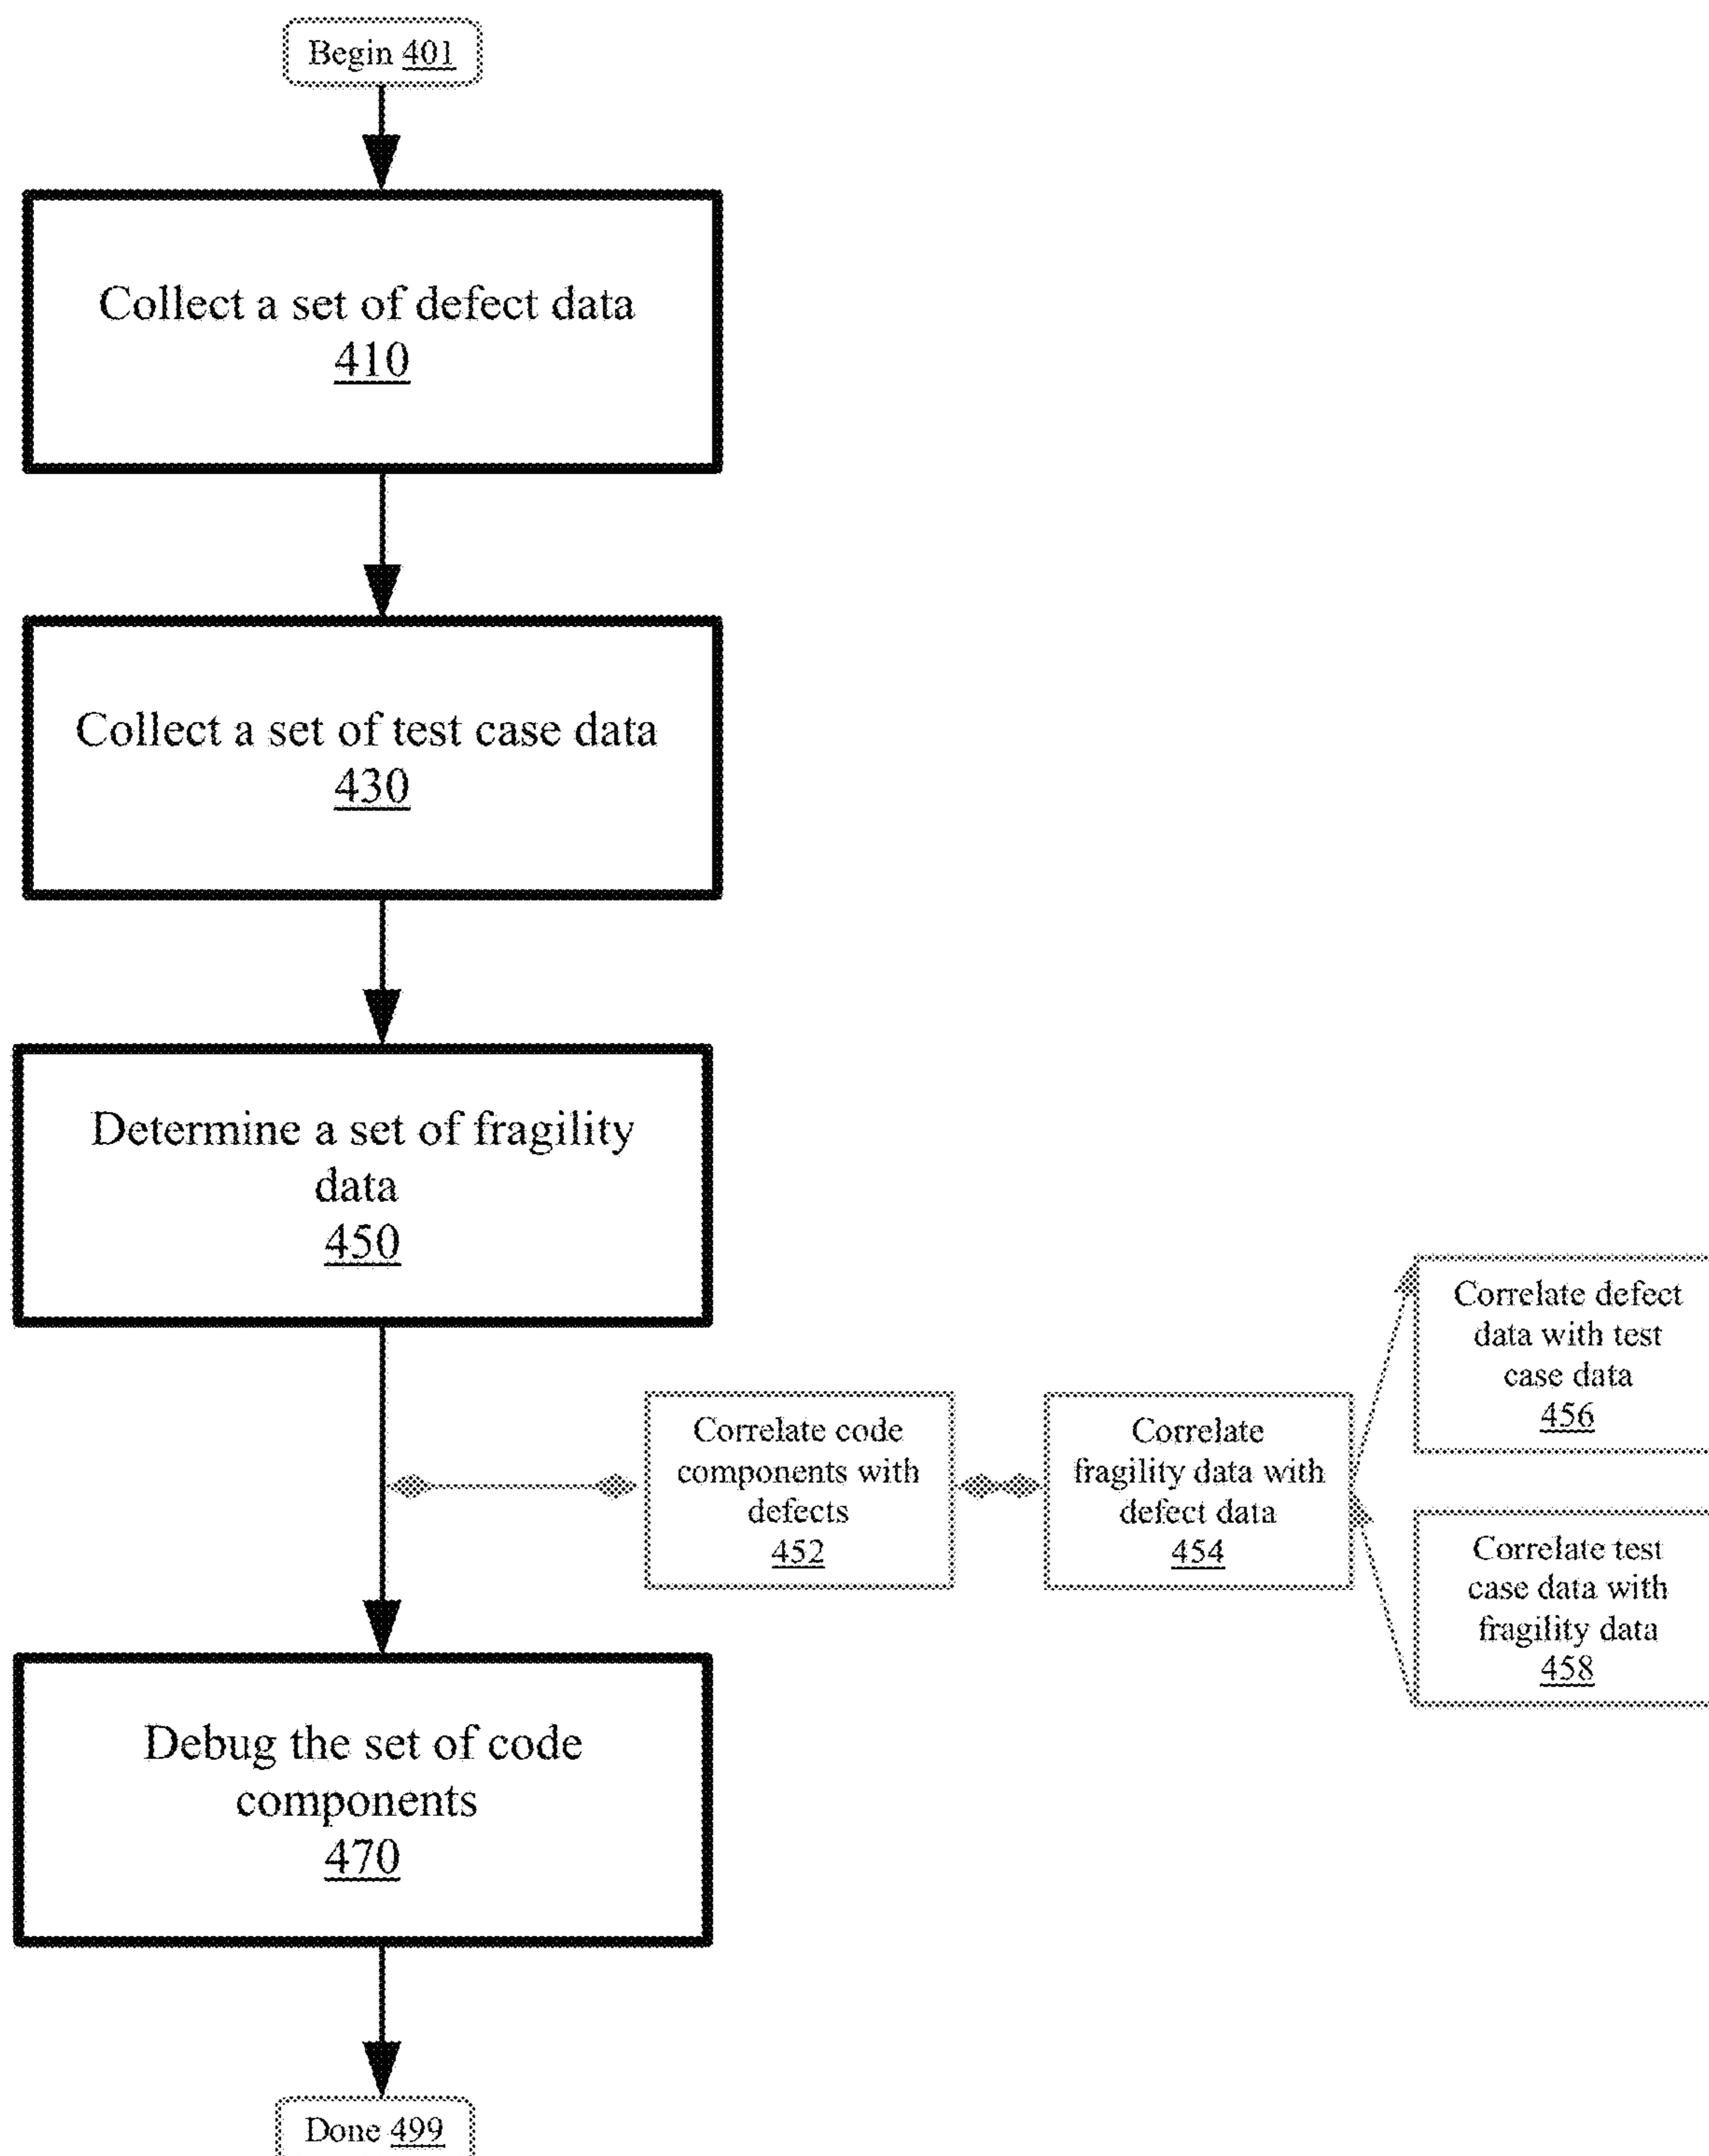 Begin 401
Collect a set of defect data
410
Collect a set of test case data
430
Determine a set of fragility
data
450
Correlate code
components with
defects
452
Correlate
fragility data with
defect data
454
Correlate defect
data with test
case data
456
Correlate test
case data with
fragility data
458
Debug the set of code
components
470
Done 499